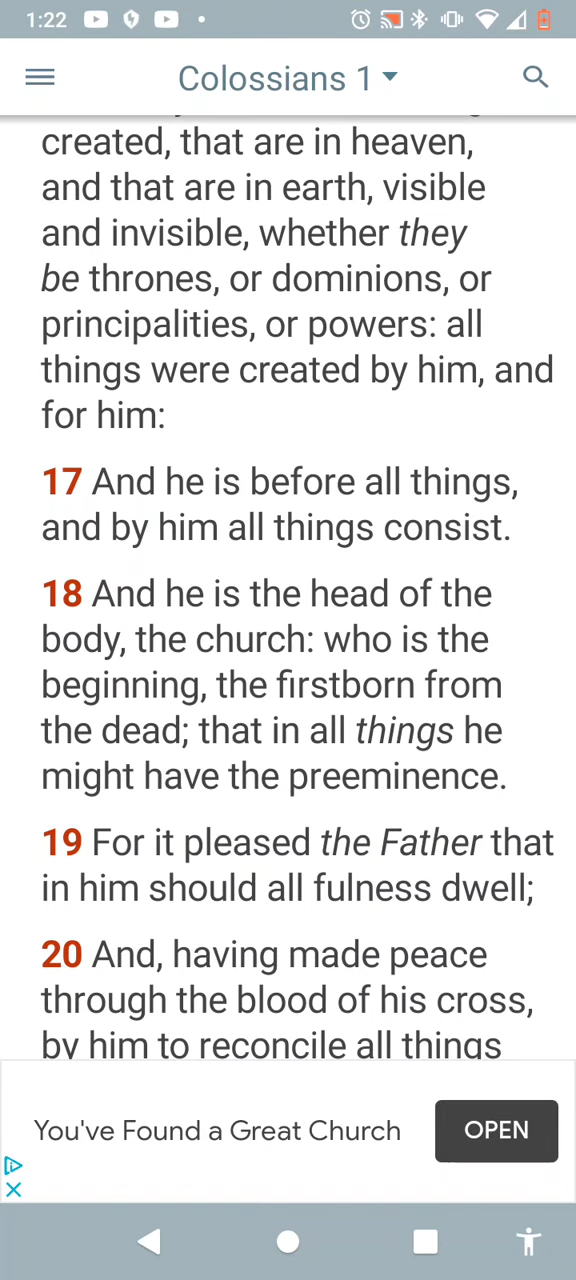 1:22
Colossians 1
created, that are in heaven,
and that are in earth, visible
and invisible, whether they
be thrones, or dominions, or
principalities, or powers: all
things were created by him, and
for him:
17 And he is before all things,
and by him all things consist.
18 And he is the head of the
body, the church: who is the
beginning, the firstborn from
the dead; that in all things he
might have the preeminence.
19 For it pleased the Father that
in him should all fulness dwell;
20 And, having made peace
through the blood of his cross,
by him to reconcile all things
You've Found a Great Church
OPEN